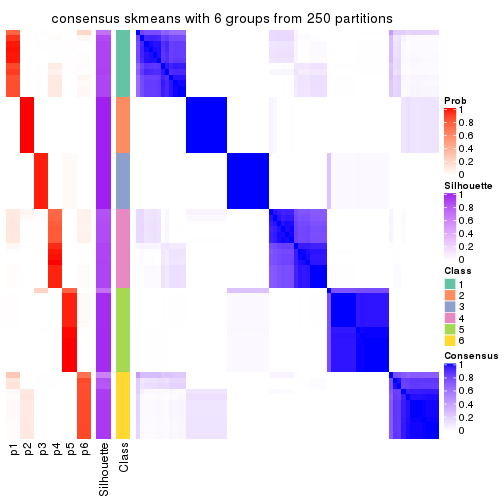 consensus skmeans with 6 groups from 250 partitions
Prob
1
0.8
0.6
0.4
0.2
0
Silhouette
1
0.8
0.6
0.4
0.2
0
Class
1
2
3
4
5
6
Consensus
1
0.8
0.6
0.4
0.2
0
p1
p2
p3
p4
p5
p6
Silhouette
Class